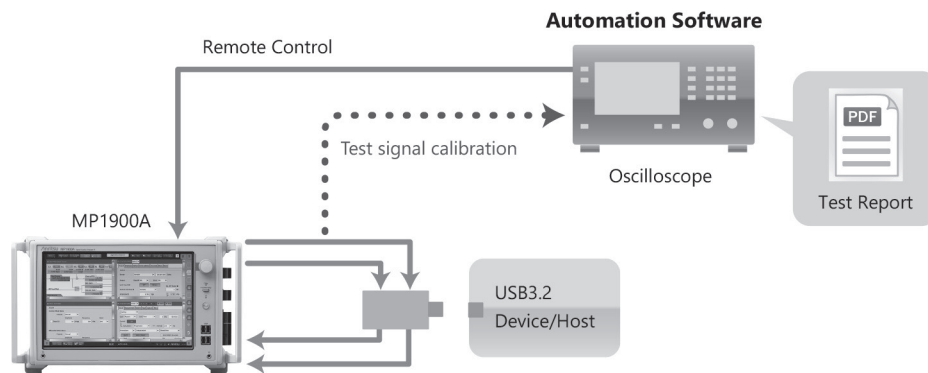 Automation Software
Remote Control
Test signal calibration
PDF
Oscilloscope
Test Report
MP1900A
USB3.2
Device/Host